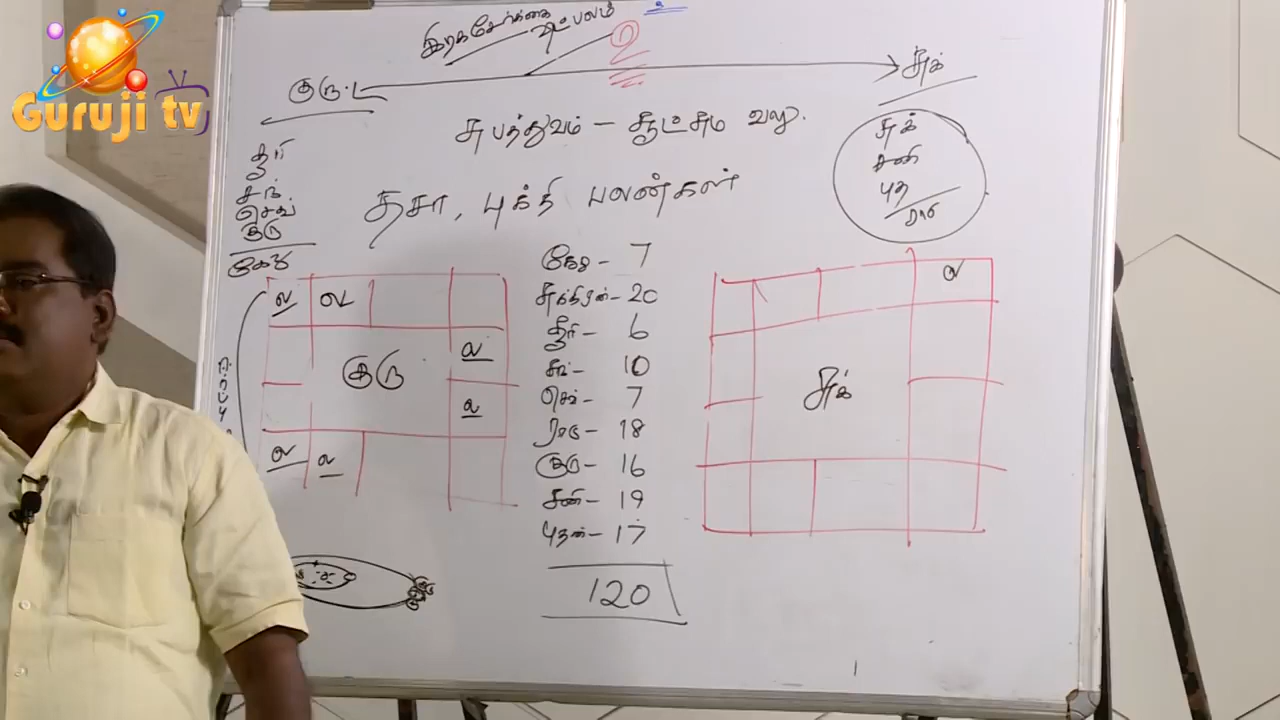 Guruji tv
குரு.ட
சுக்
சுபத்துவம் - சூட்சும வலு.
தசா, புக்தி பலன்கள்
சூரி
சந்
செவ்
குரு
கேது
சுக்
சனி
புத
ராகு
கேது - 7
சுக்கிரன் - 20
சூரி - 6
சந் - 10
செவ் - 7
ராகு - 18
குரு - 16
சனி - 19
புதன் - 17
120
ல
ல
ல
குரு
ல
ல
ல
ல
சுக்